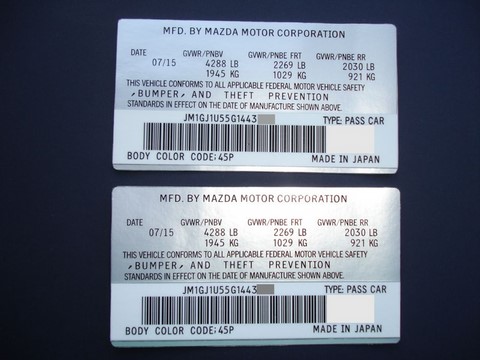 MFD. BY MAZDA MOTOR CORPORATION
DATE GVWR/PNBV GVWR/PNBE FRT GVWR/PNBE RR
07/15 4288 LB 2269 LB 2030 LB
1945 KG 1029 KG 921 KG
THIS VEHICLE CONFORMS TO ALL APPLICABLE FEDERAL MOTOR VEHICLE SAFETY
,BUMPER, AND THEFT PREVENTION
STANDARDS IN EFFECT ON THE DATE OF MANUFACTURE SHOWN ABOVE.
JM1GJ1U55G1443 TYPE: PASS CAR
BODY COLOR CODE:45P MADE IN JAPAN
MFD. BY MAZDA MOTOR CORPORATION
DATE GVWR/PNBV GVWR/PNBE FRT GVWR/PNBE RR
07/15 4288 LB 2269 LB 2030 LB
1945 KG 1029 KG 921 KG
THIS VEHICLE CONFORMS TO ALL APPLICABLE FEDERAL MOTOR VEHICLE SAFETY
,BUMPER, AND THEFT PREVENTION
STANDARDS IN EFFECT ON THE DATE OF MANUFACTURE SHOWN ABOVE.
JM1GJ1U55G1443 TYPE: PASS CAR
BODY COLOR CODE:45P MADE IN JAPAN